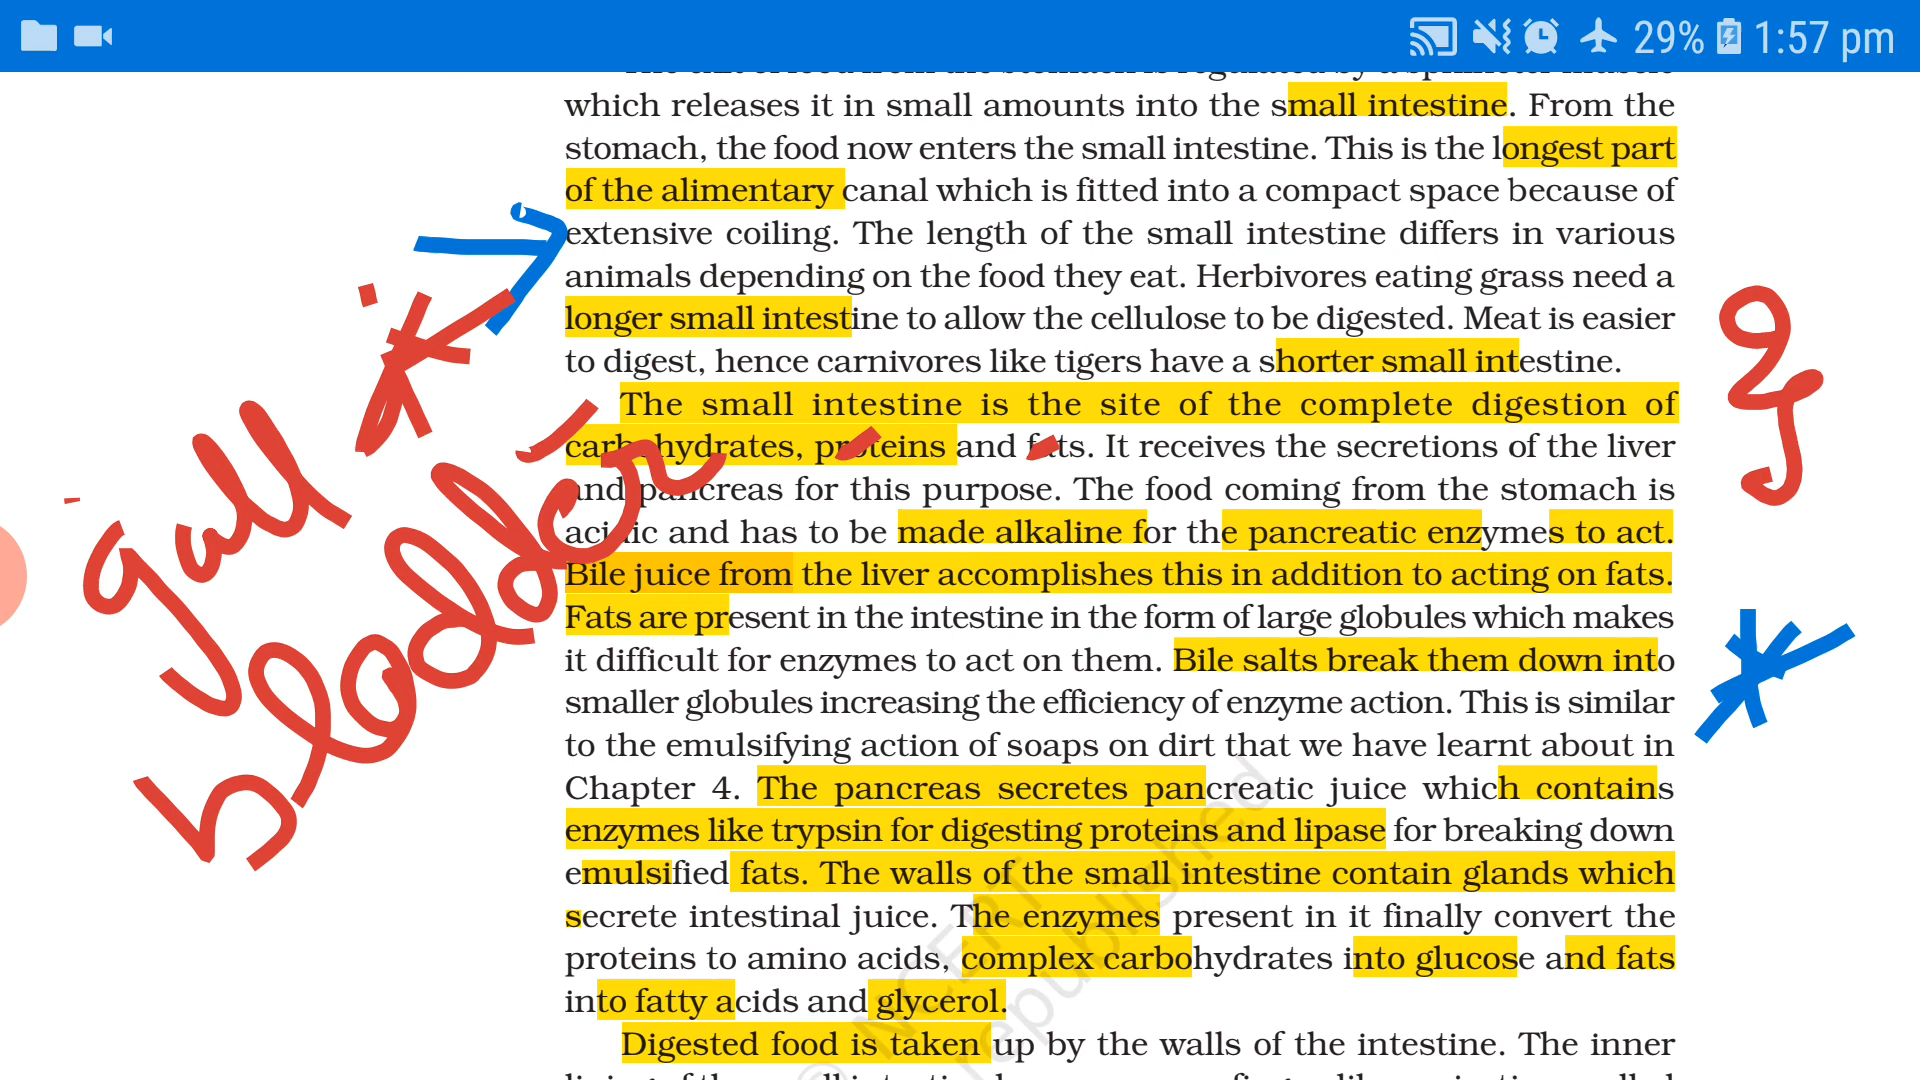 29% 1:57 pm
which releases it in small amounts into the small intestine. From the
stomach, the food now enters the small intestine. This is the longest part
of the alimentary canal which is fitted into a compact space because of
extensive coiling. The length of the small intestine differs in various
animals depending on the food they eat. Herbivores eating grass need a
longer small intestine to allow the cellulose to be digested. Meat is easier
to digest, hence carnivores like tigers have a shorter small intestine.
The small intestine is the site of the complete digestion of
carbohydrates, proteins and fats. It receives the secretions of the liver
and pancreas for this purpose. The food coming from the stomach is
acidic and has to be made alkaline for the pancreatic enzymes to act.
Bile juice from the liver accomplishes this in addition to acting on fats.
Fats are present in the intestine in the form of large globules which makes
it difficult for enzymes to act on them. Bile salts break them down into
smaller globules increasing the efficiency of enzyme action. This is similar
to the emulsifying action of soaps on dirt that we have learnt about in
Chapter 4. The pancreas secretes pancreatic juice which contains
enzymes like trypsin for digesting proteins and lipase for breaking down
emulsified fats. The walls of the small intestine contain glands which
secrete intestinal juice. The enzymes present in it finally convert the
proteins to amino acids, complex carbohydrates into glucose and fats
into fatty acids and glycerol.
Digested food is taken up by the walls of the intestine. The inner
gall
bladder
© NCERT
republished